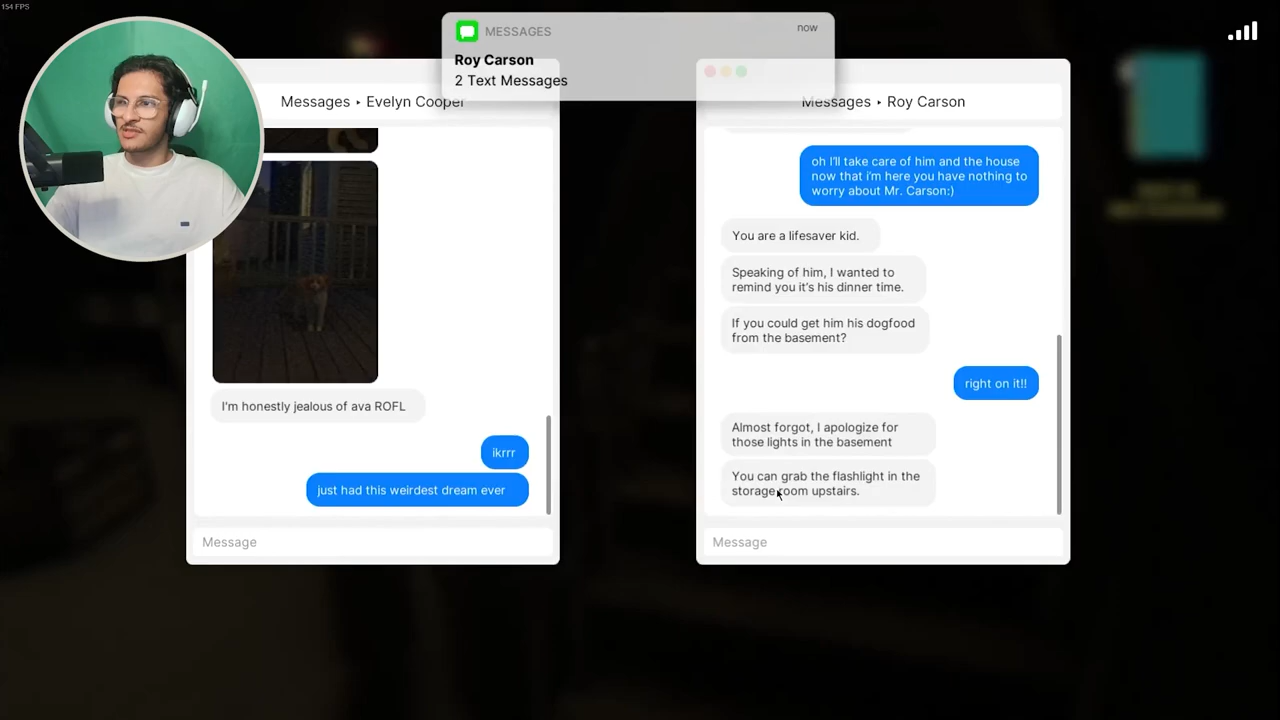 154 FPS
MESSAGES
now
Roy Carson
2 Text Messages
Messages ▸ Evelyn Cooper
I'm honestly jealous of ava ROFL
ikrrr
just had this weirdest dream ever
Message
Messages ▸ Roy Carson
oh I'll take care of him and the house
now that i'm here you have nothing to
worry about Mr. Carson:)
You are a lifesaver kid.
Speaking of him, I wanted to
remind you it's his dinner time.
If you could get him his dogfood
from the basement?
right on it!!
Almost forgot, I apologize for
those lights in the basement
You can grab the flashlight in the
storage room upstairs.
Message